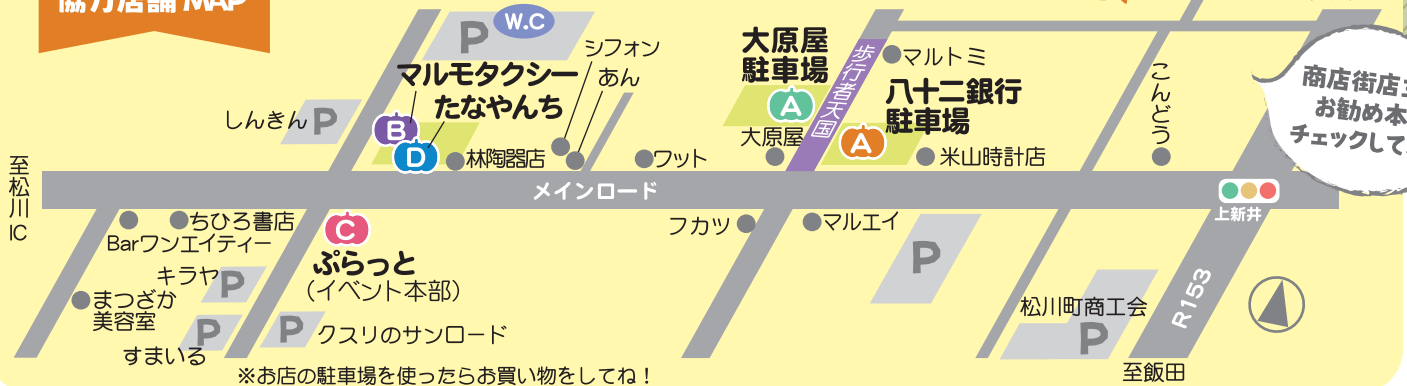 協力店舗MAP
W.C
P
シフォン
あん
マルモタクシー
たなやんち
B
D
しんきん
P
林陶器店
ワット
大原屋
駐車場
A
大原屋
歩行者天国
マルトミ
八十二銀行
駐車場
A
米山時計店
こんどう
商店街店主
お勧め本
チェックして
至松川IC
メインロード
上新井
ちひろ書店
Barワンエイティー
C
ぷらっと
(イベント本部)
キラヤ
P
まつざか
美容室
P
すまいる
P
クスリのサンロード
フカツ
マルエイ
P
松川町商工会
P
R153
至飯田
※お店の駐車場を使ったらお買い物をしてね!